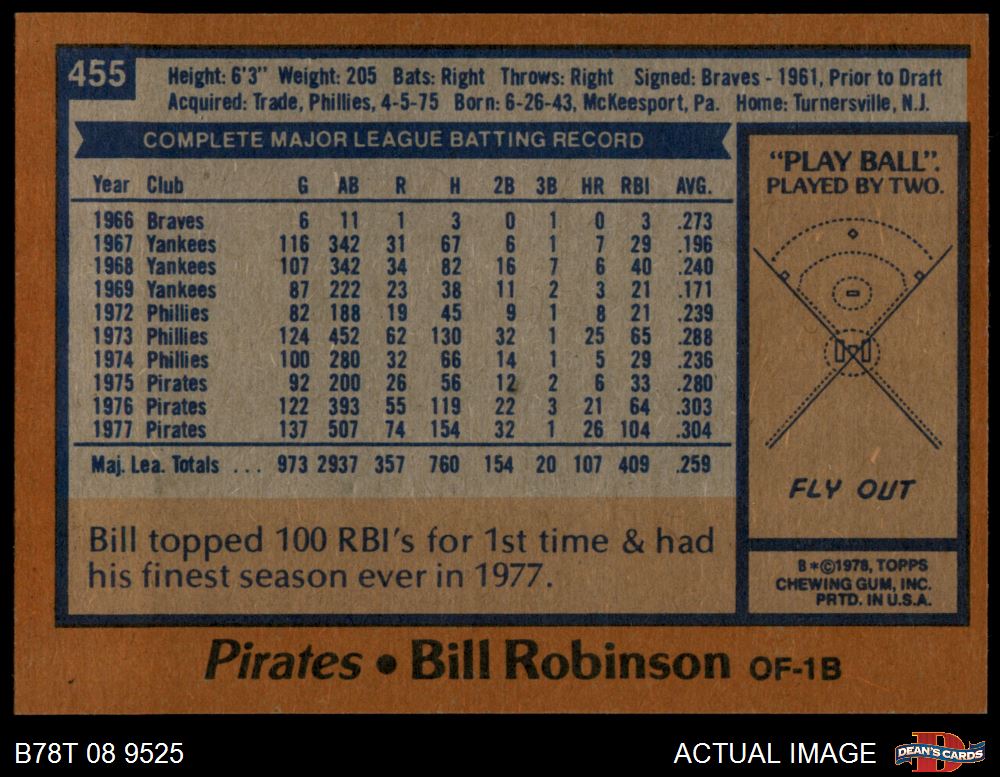 455
Height: 6'3" Weight: 205 Bats: Right Throws: Right Signed: Braves - 1961, Prior to Draft
Acquired: Trade, Phillies, 4-5-75 Born: 6-26-43, McKeesport, Pa. Home: Turnersville, N.J.
COMPLETE MAJOR LEAGUE BATTING RECORD
Year Club G AB R H 2B 3B HR RBI AVG.
1966 Braves 6 11 1 3 0 1 0 3 .273
1967 Yankees 116 342 31 67 6 1 7 29 .196
1968 Yankees 107 342 34 82 16 7 6 40 .240
1969 Yankees 87 222 23 38 11 2 3 21 .171
1972 Phillies 82 188 19 45 9 1 8 21 .239
1973 Phillies 124 452 62 130 32 1 25 65 .288
1974 Phillies 100 280 32 66 14 1 5 29 .236
1975 Pirates 92 200 26 56 12 2 6 33 .280
1976 Pirates 122 393 55 119 22 3 21 64 .303
1977 Pirates 137 507 74 154 32 1 26 104 .304
Maj. Lea. Totals ... 973 2937 357 760 154 20 107 409 .259
Bill topped 100 RBI's for 1st time & had
his finest season ever in 1977.
"PLAY BALL".
PLAYED BY TWO.
FLY OUT
B*©1978, TOPPS
CHEWING GUM, INC.
PRTD. IN U.S.A.
Pirates • Bill Robinson OF-1B
B78T 08 9525
ACTUAL IMAGE
D
DEAN'S CARDS